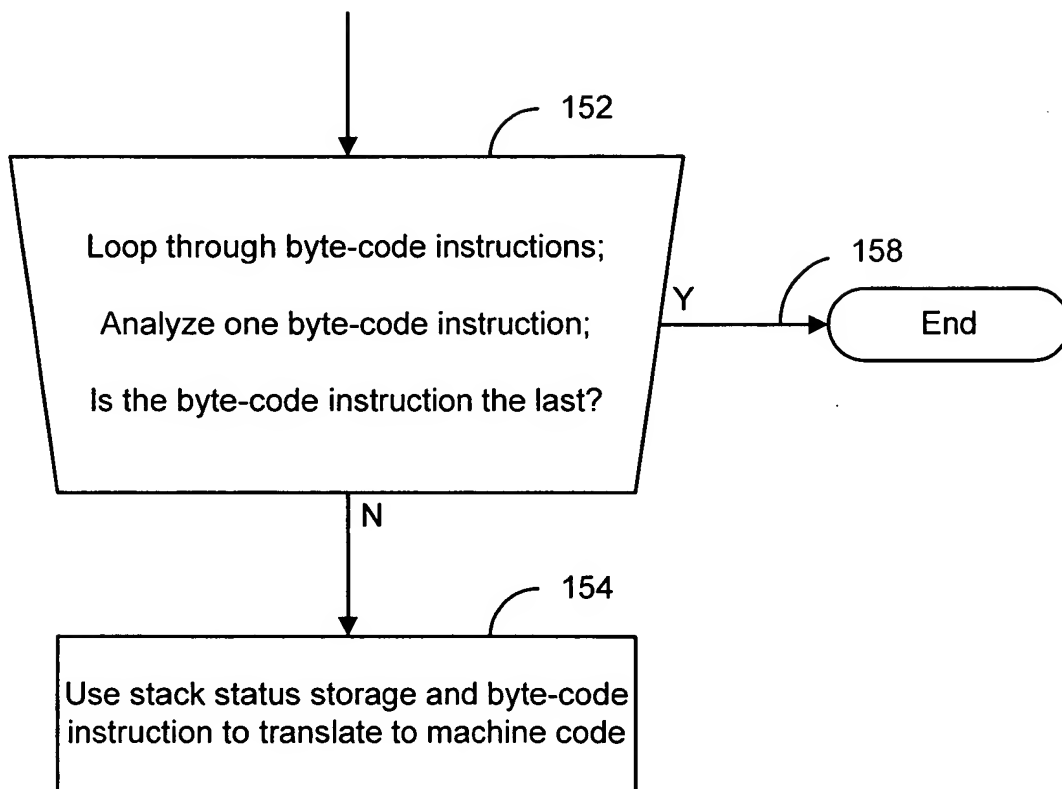 152
Loop through byte-code instructions;
158
Y
Analyze one byte-code instruction;
End
Is the byte-code instruction the last?
N
154
Use stack status storage and byte-code
instruction to translate to machine code